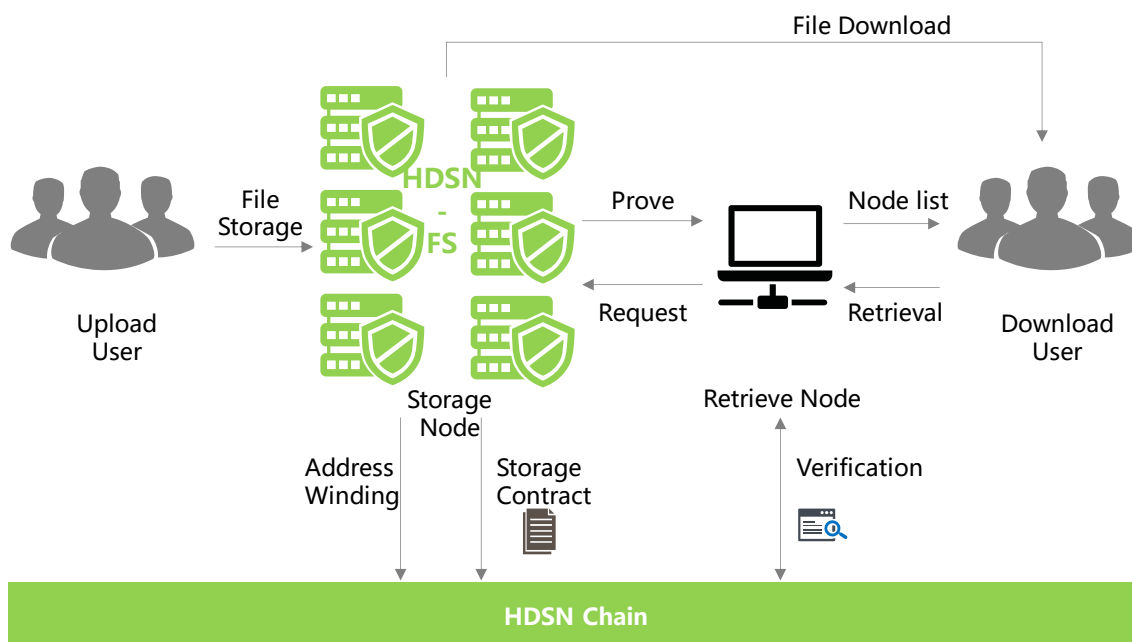 File Download
HDSN
-
FS
File
Storage
Prove
Node list
Request
Retrieval
Upload
User
Download
User
Storage
Node
Retrieve Node
Address
Winding
Storage
Contract
Verification
HDSN Chain